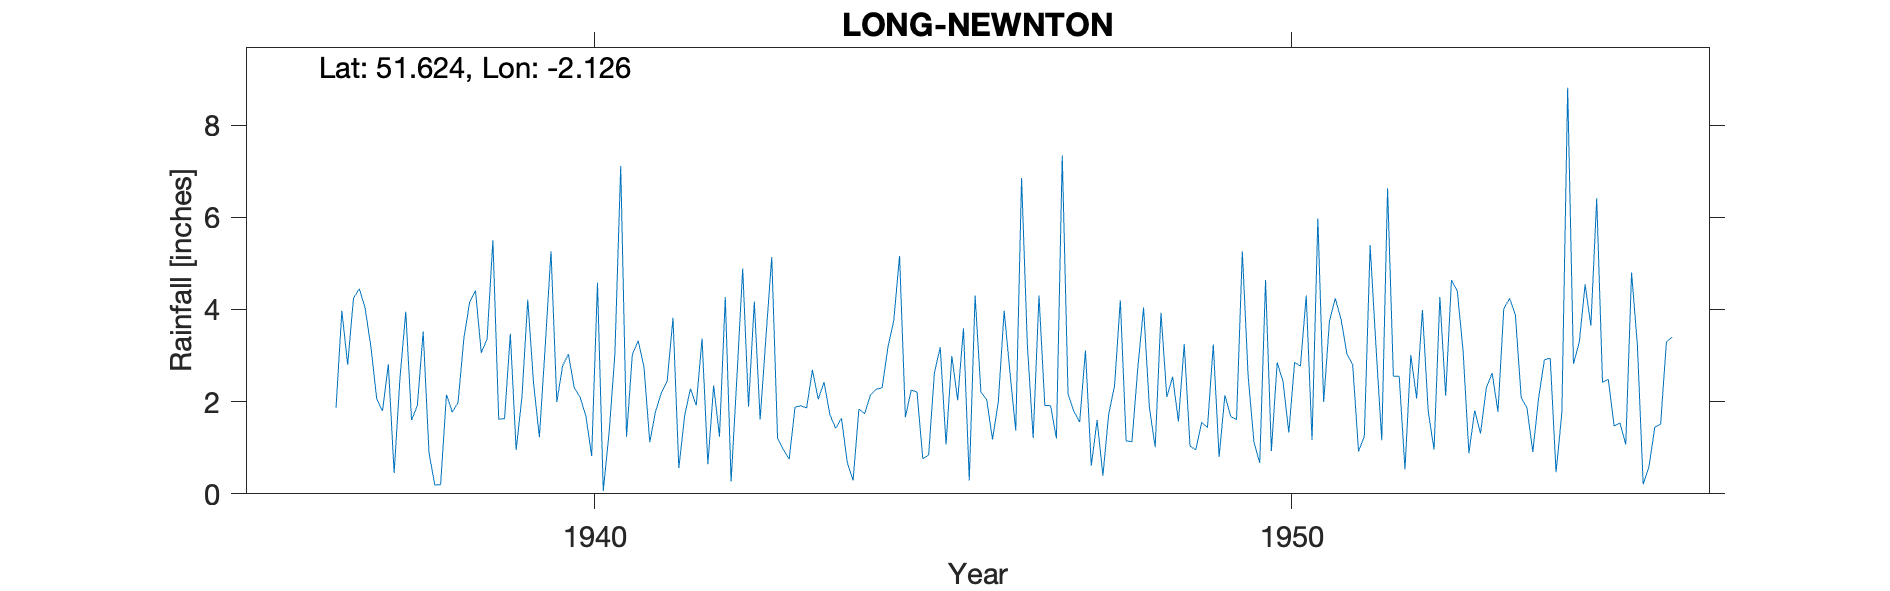 LONG-NEWNTON
Lat: 51.624, Lon: -2.126
Rainfall [inches]
8
6
4
2
0
1940
1950
Year